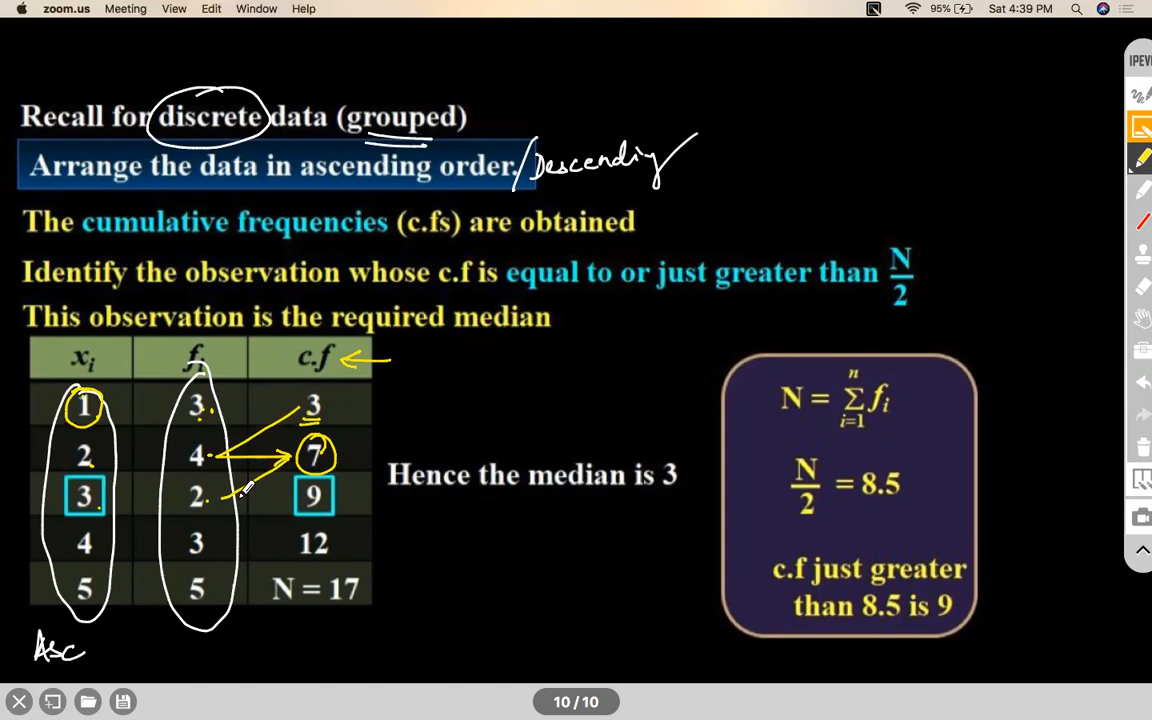 zoom.us Meeting View Edit Window Help 95% Sat 4:39 PM
IPEV
Recall for discrete data (grouped)
Arrange the data in ascending order. / Descending
The cumulative frequencies (c.fs) are obtained
Identify the observation whose c.f is equal to or just greater than N/2
This observation is the required median
xᵢ fᵢ c.f
1 3 3
2 4 7
3 2 9
4 3 12
5 5 N = 17
Asc
Hence the median is 3
N = n Σ i=1 fᵢ
N/2 = 8.5
c.f just greater
than 8.5 is 9
10 / 10